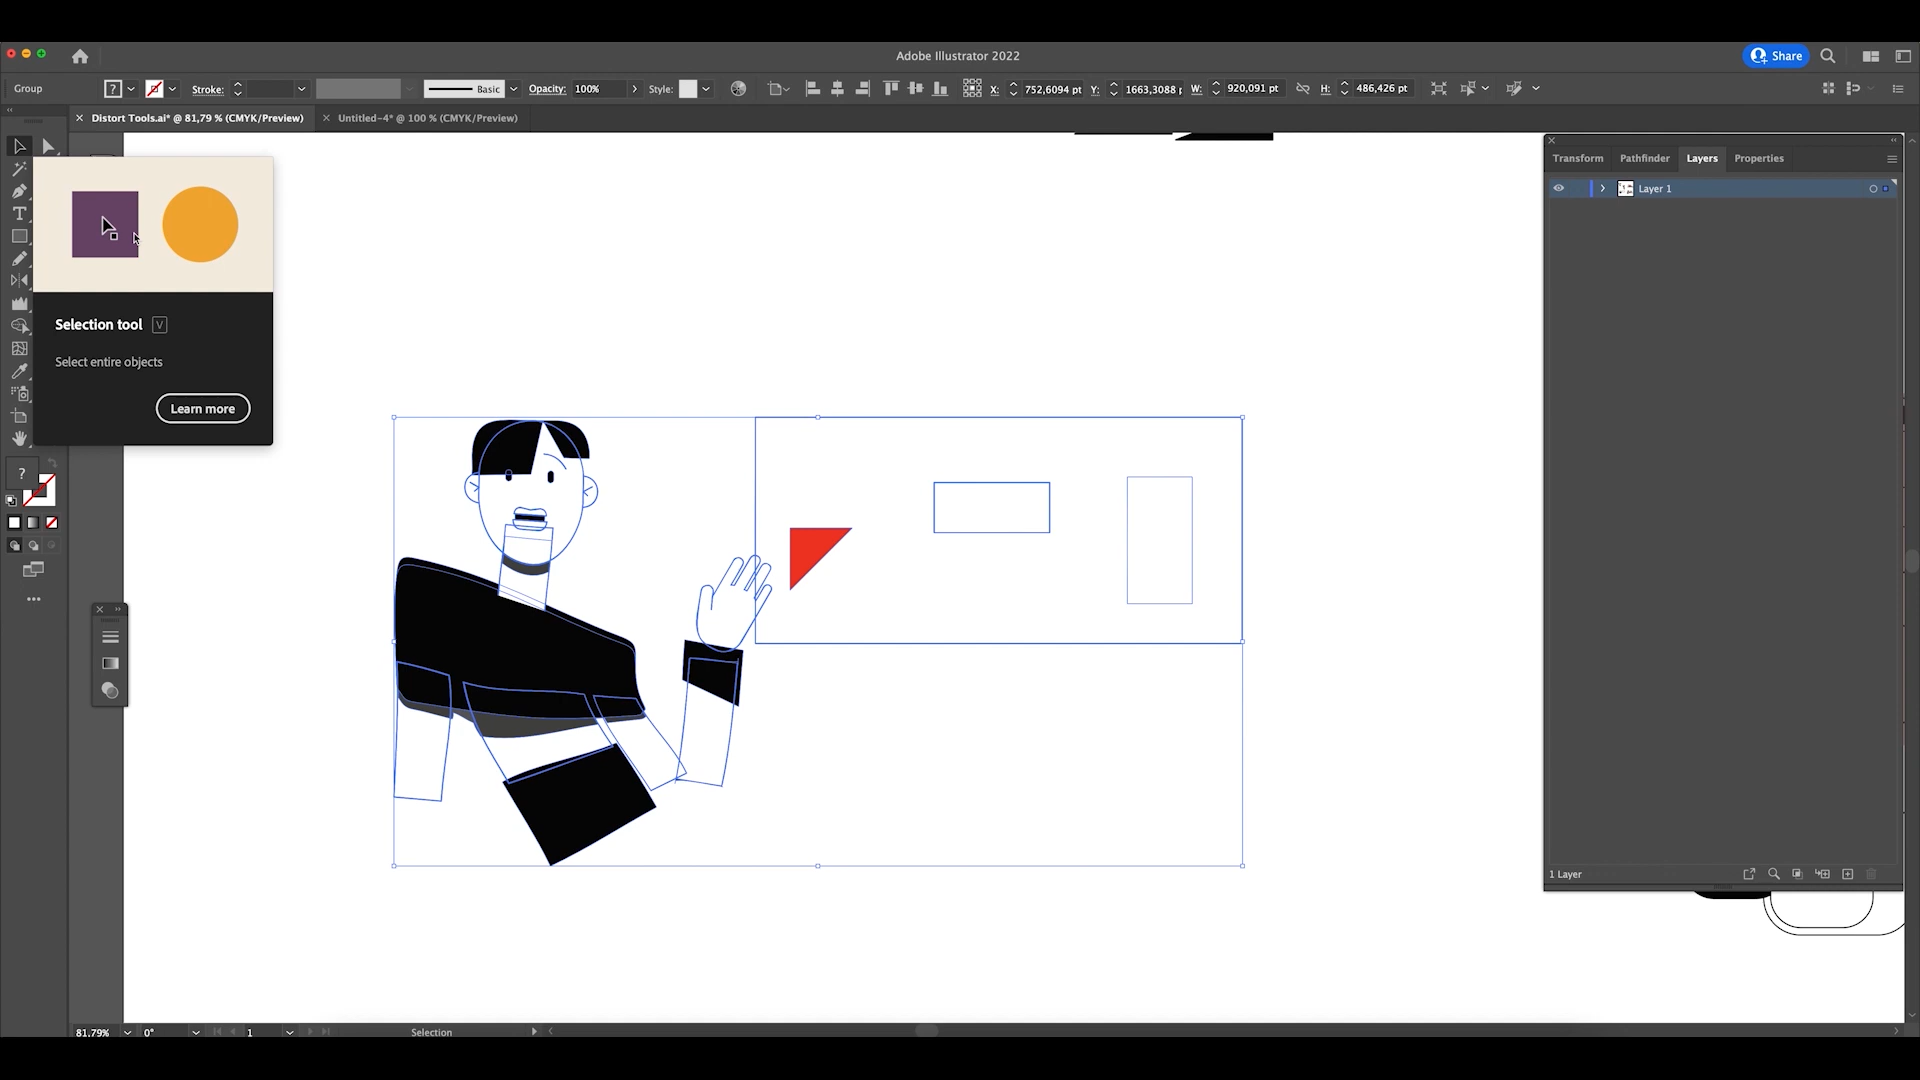 Adobe Illustrator 2022
Share
Group
?
Stroke:
Basic
Opacity:
100%
Style:
X:
752,6094 pt
Y:
1663,3088 p
W:
920,091 pt
H:
486,426 pt
Distort Tools.ai* @ 81,79 % (CMYK/Preview)
Untitled-4* @ 100 % (CMYK/Preview)
Transform
Pathfinder
Layers
Properties
Layer 1
T
Selection tool
V
Select entire objects
Learn more
?
1 Layer
81,79%
0°
1
Selection